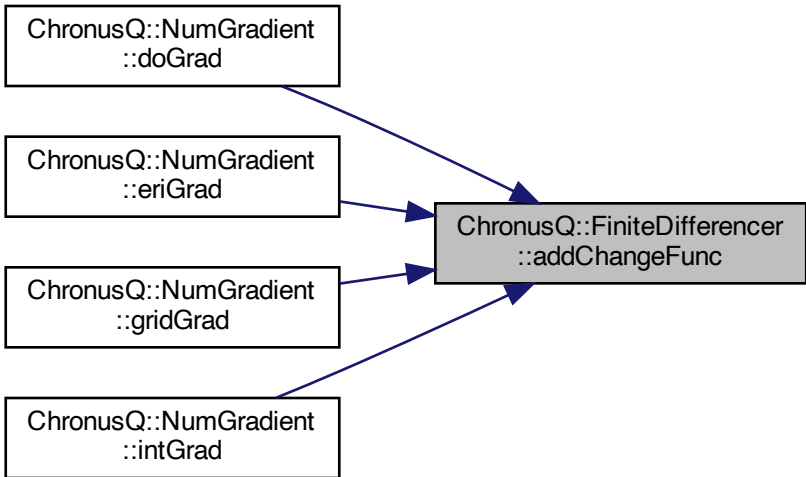 ChronusQ::NumGradient
::doGrad
ChronusQ::NumGradient
::eriGrad
ChronusQ::NumGradient
::gridGrad
ChronusQ::NumGradient
::intGrad
ChronusQ::FiniteDifferencer
::addChangeFunc